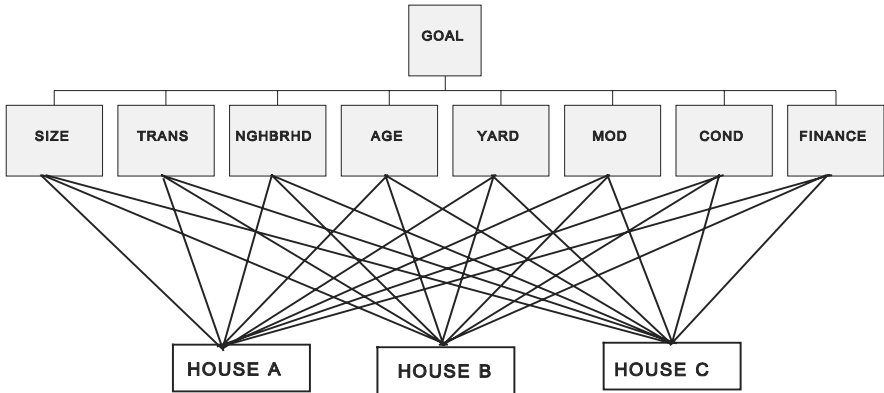 GOAL
SIZE
TRANS
NGHBRHD
AGE
YARD
MOD
COND
FINANCE
HOUSE A
HOUSE B
HOUSE C